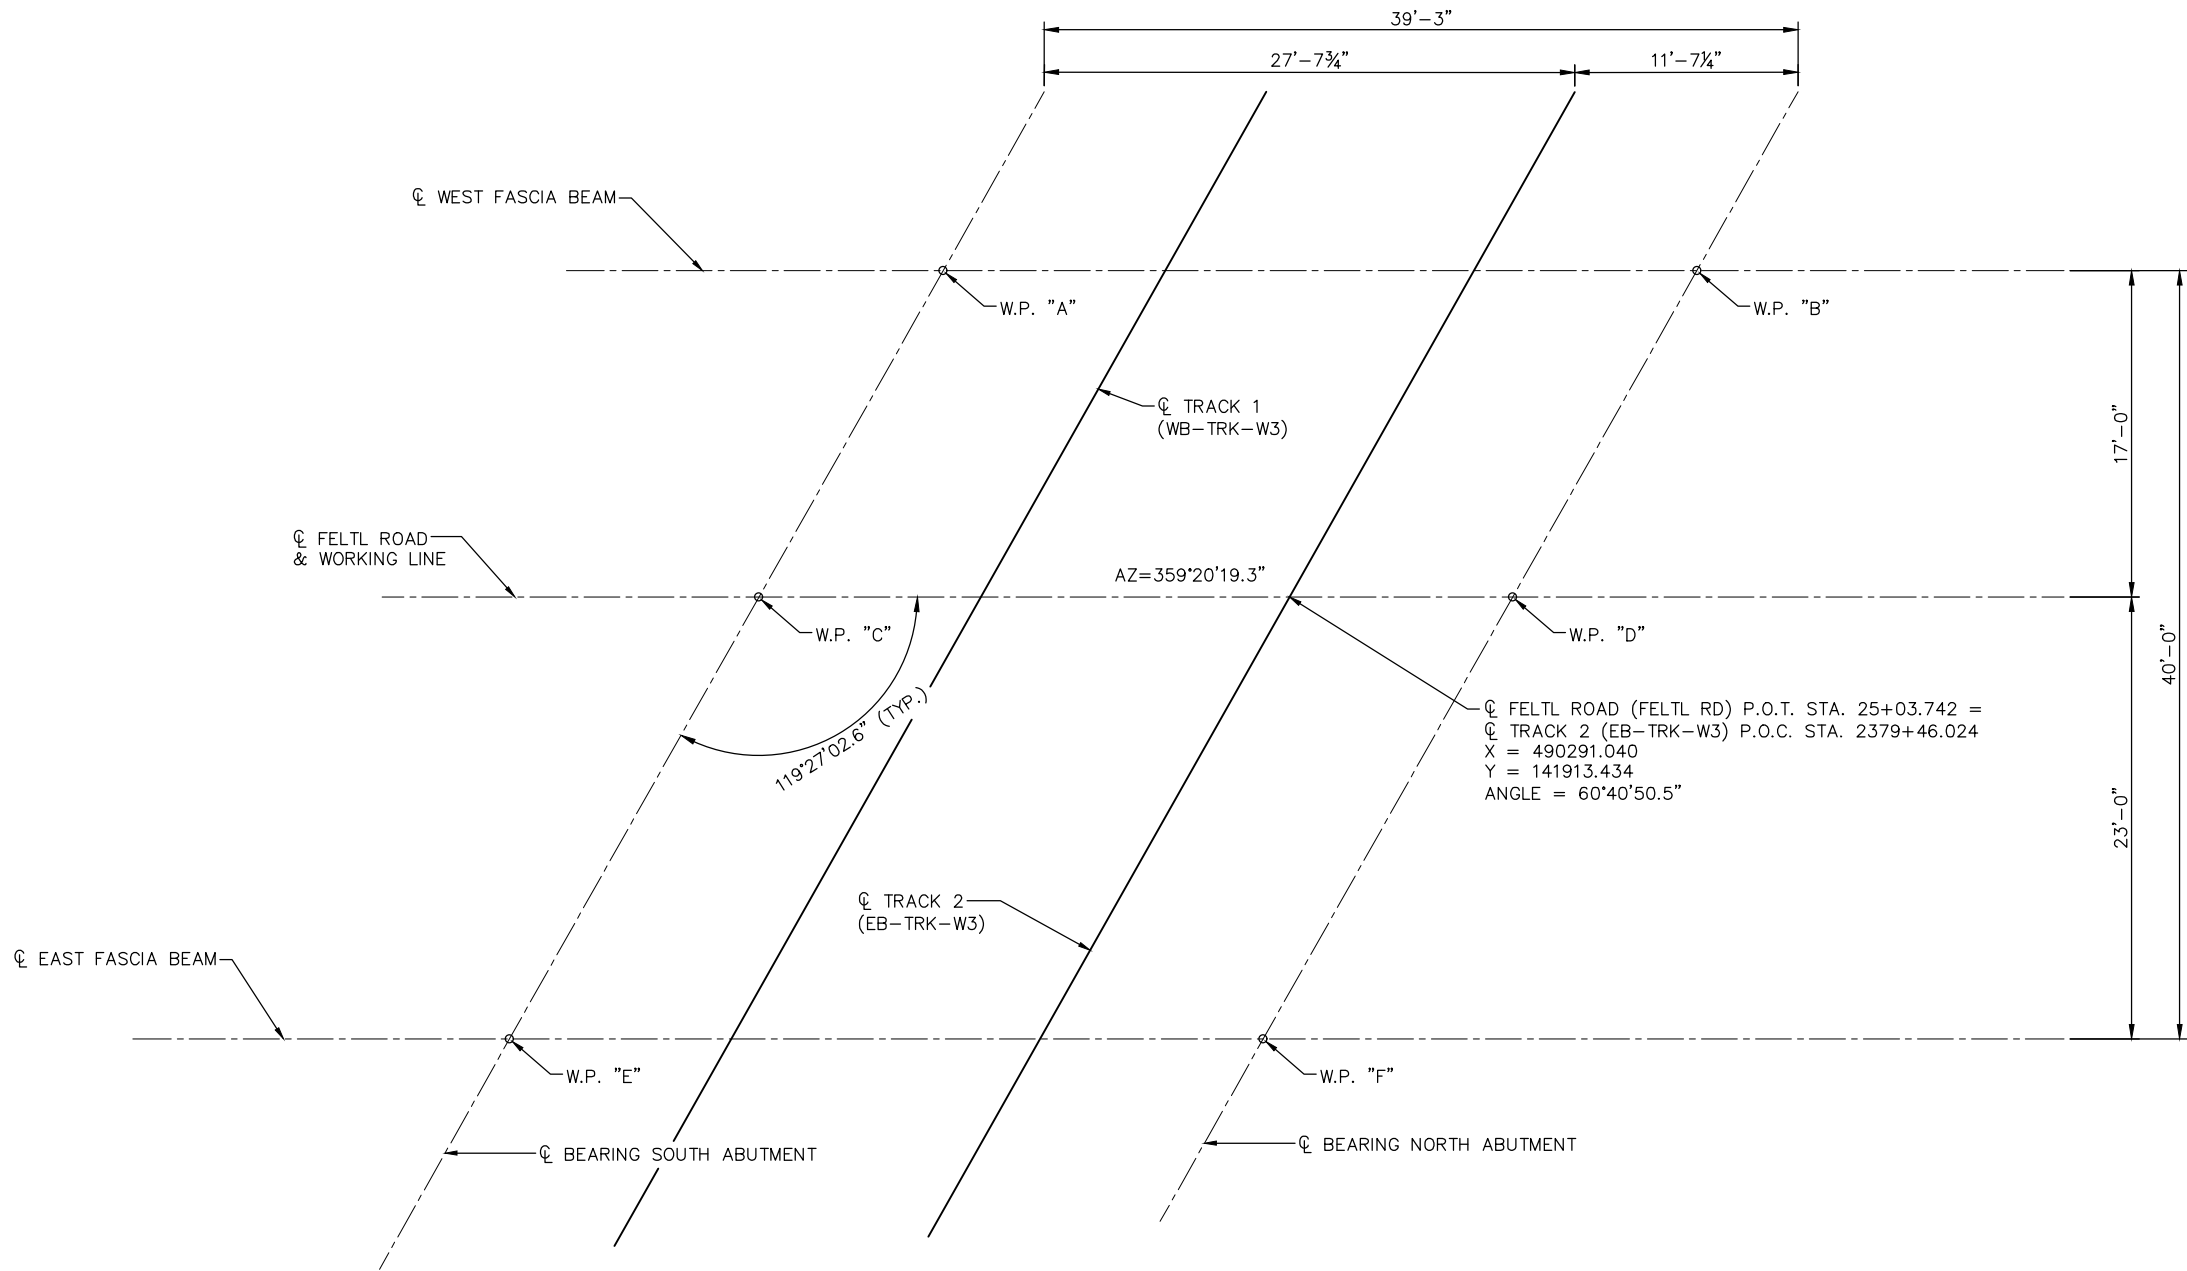 39'-3"
27'-7¾"
11'-7¼"
℄ WEST FASCIA BEAM
W.P. "A"
W.P. "B"
℄ TRACK 1
(WB-TRK-W3)
17'-0"
℄ FELTL ROAD
& WORKING LINE
AZ=359°20'19.3"
W.P. "C"
W.P. "D"
40'-0"
119°27'02.6" (TYP.)
℄ FELTL ROAD (FELTL RD) P.O.T. STA. 25+03.742 =
℄ TRACK 2 (EB-TRK-W3) P.O.C. STA. 2379+46.024
X = 490291.040
Y = 141913.434
ANGLE = 60°40'50.5"
23'-0"
℄ TRACK 2
(EB-TRK-W3)
℄ EAST FASCIA BEAM
W.P. "E"
W.P. "F"
℄ BEARING SOUTH ABUTMENT
℄ BEARING NORTH ABUTMENT